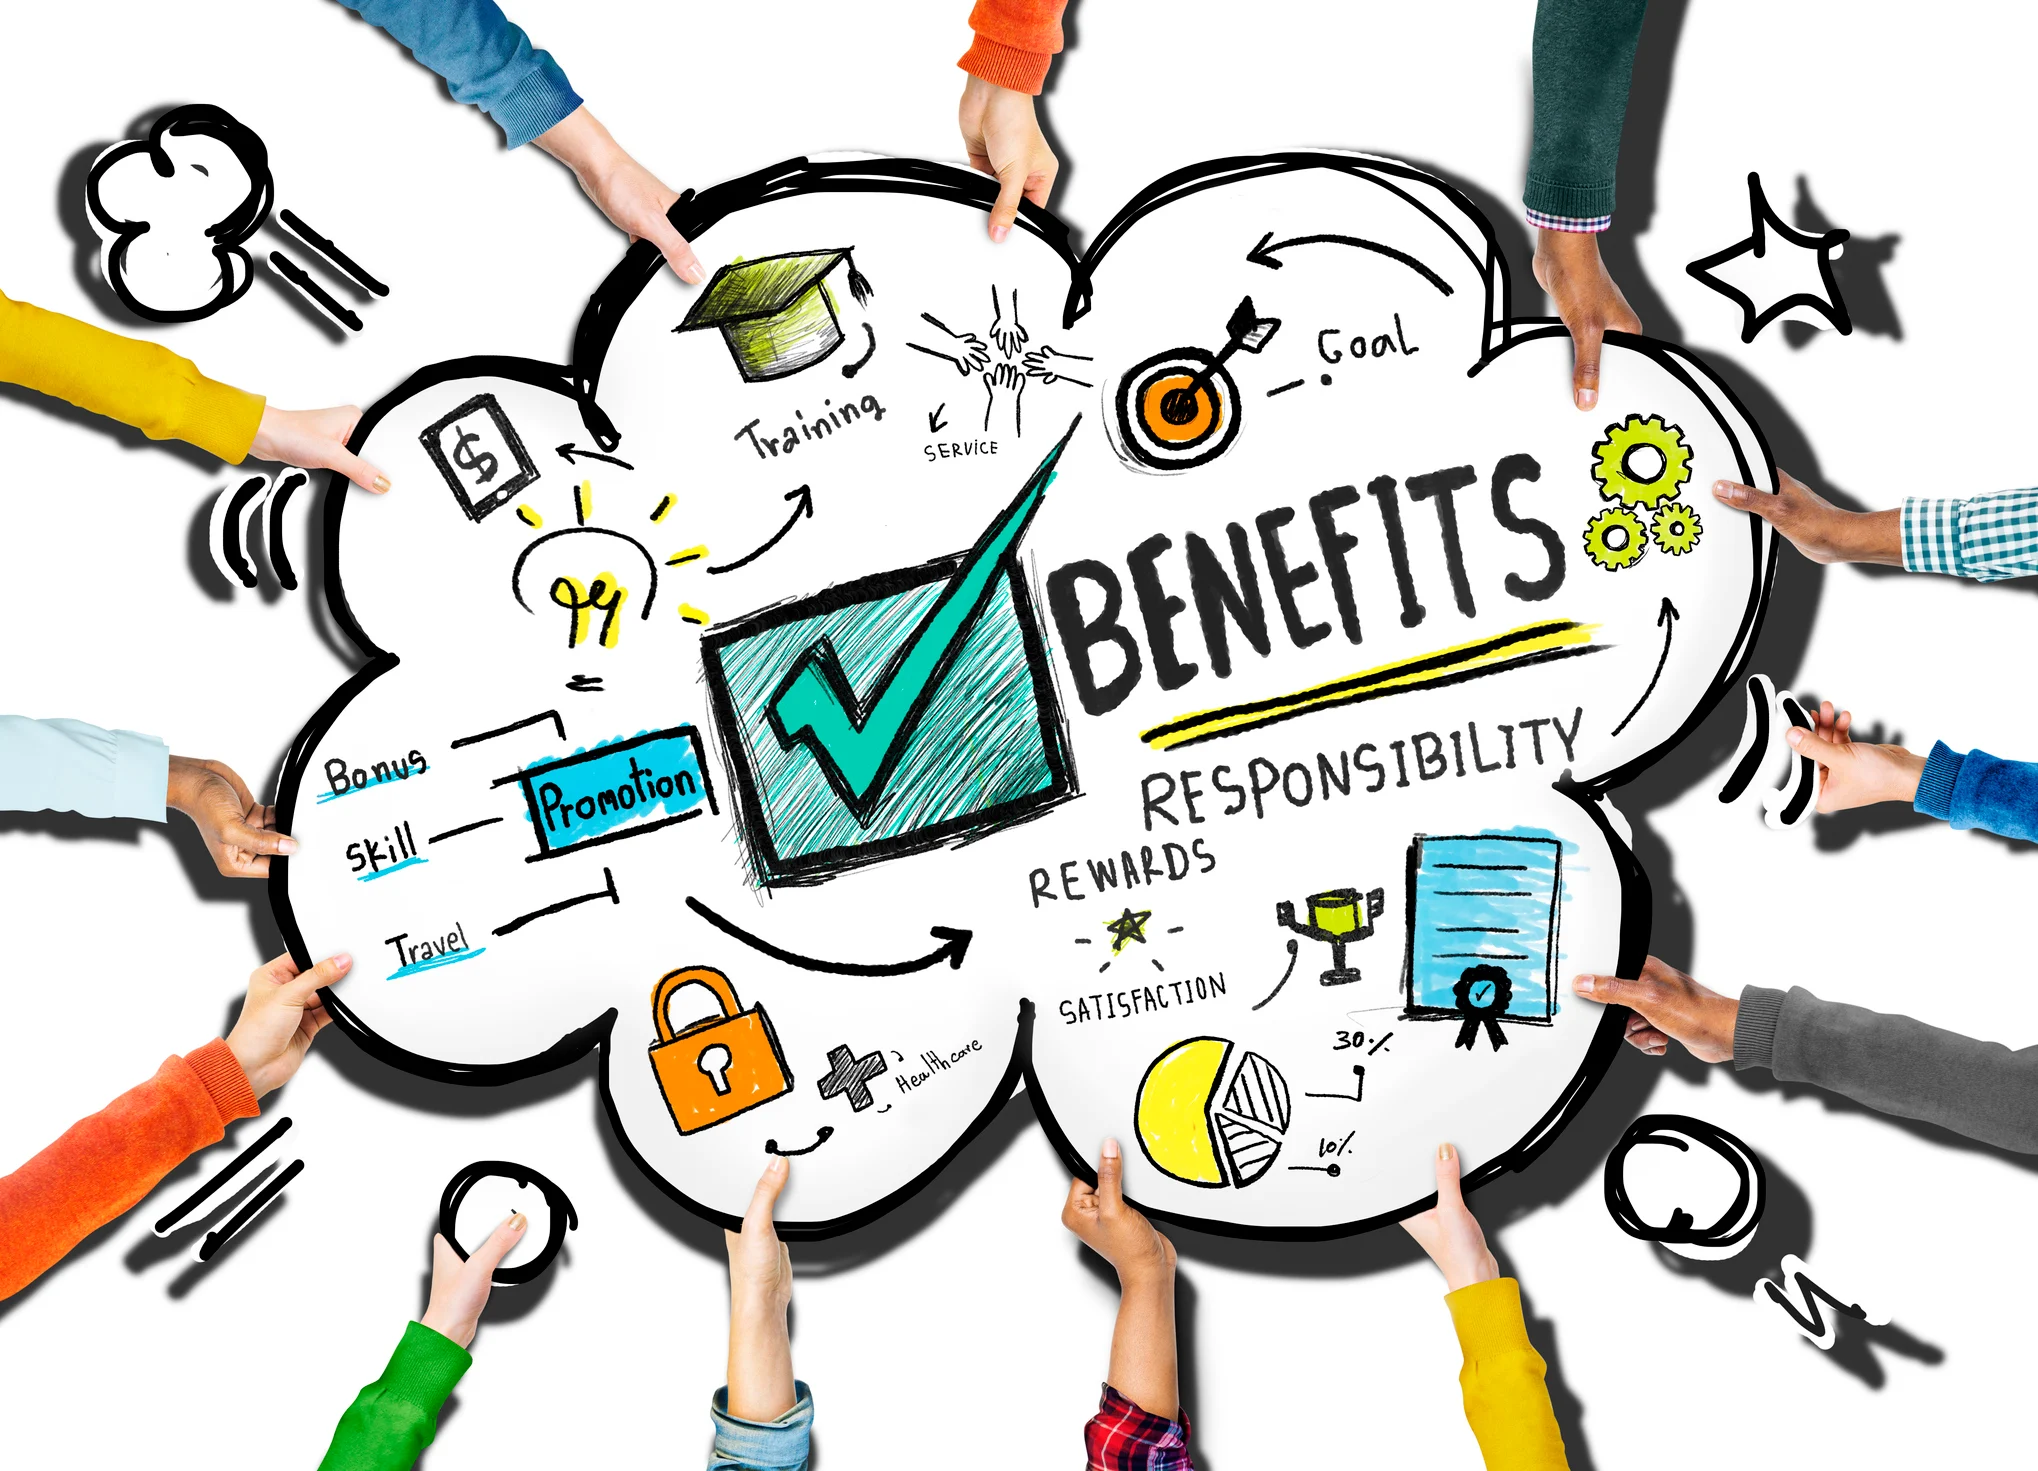 Training
SERVICE
Goal
$
BENEFITS
RESPONSIBILITY
Bonus
Promotion
Skill
Travel
REWARDS
SATISFACTION
Healthcare
30%
10%